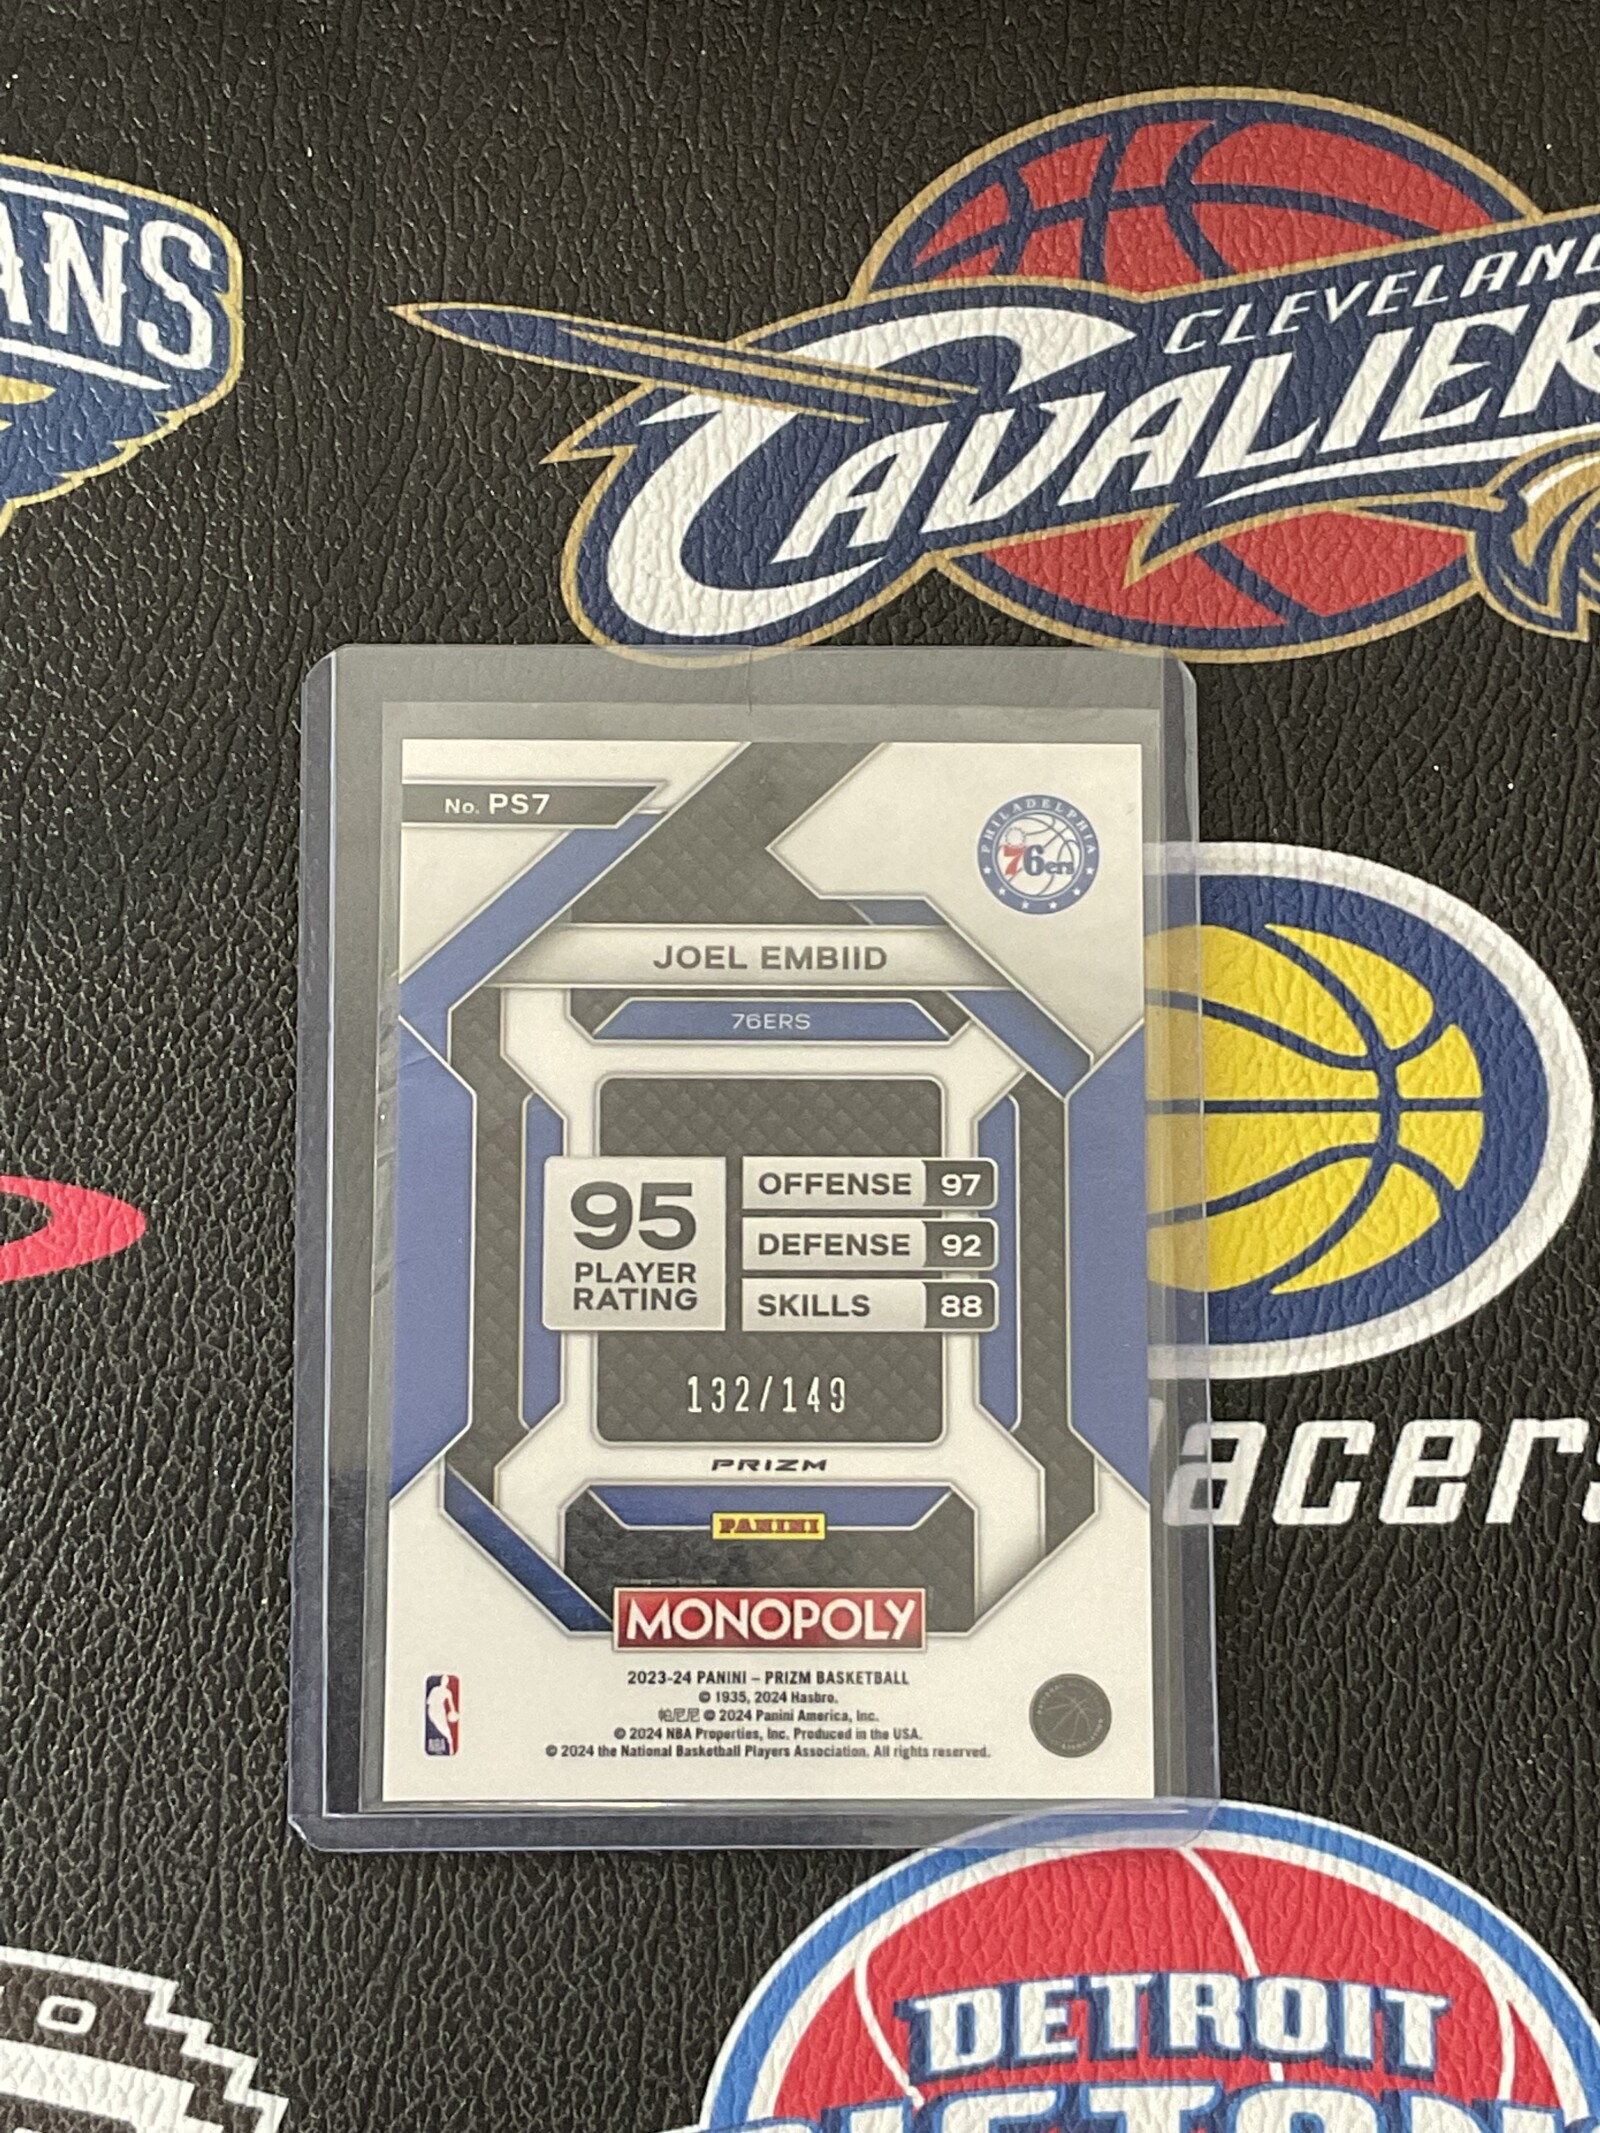 ANS
CLEVELAND
CAVALIER
No. PS7
PHILADELPHIA
76ers
JOEL EMBIID
76ERS
95
PLAYER
RATING
OFFENSE 97
DEFENSE 92
SKILLS 88
132/149
PRIZM
PANINI
MONOPOLY
2023-24 PANINI – PRIZM BASKETBALL
© 1935, 2024 Hasbro.
帕尼尼 © 2024 Panini America, Inc.
© 2024 NBA Properties, Inc. Produced in the USA.
© 2024 the National Basketball Players Association. All rights reserved.
NBA
acers
DETROIT
PISTONS